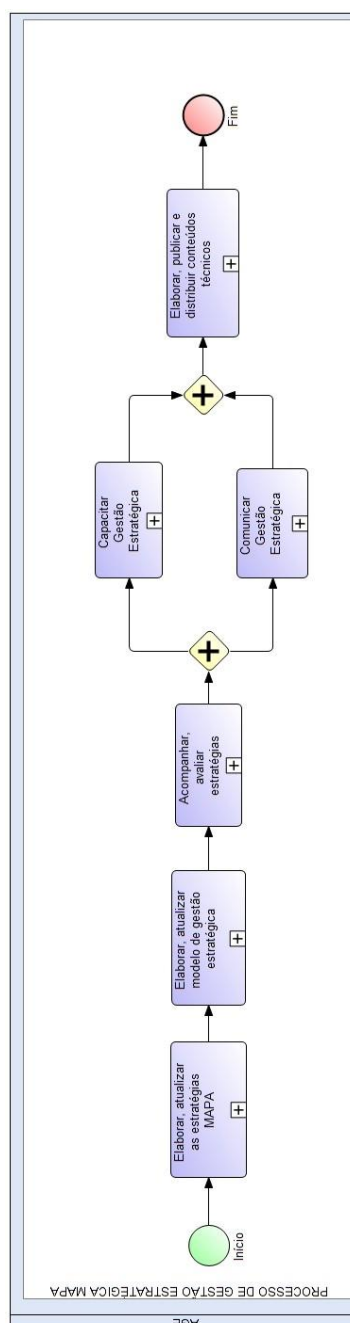 AGE
PROCESSO DE GESTÃO ESTRATÉGICA MAPA
Início
Elaborar, atualizar
as estratégias
MAPA
Elaborar, atualizar
modelo de gestão
estratégica
Acompanhar,
avaliar
estratégias
Capacitar
Gestão
Estratégica
Comunicar
Gestão
Estratégica
Elaborar, publicar e
distribuir conteúdos
técnicos
Fim